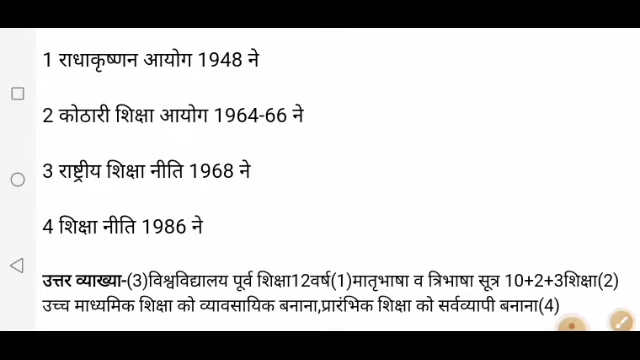 1 राधाकृष्णन आयोग 1948 ने
2 कोठारी शिक्षा आयोग 1964-66 ने
3 राष्ट्रीय शिक्षा नीति 1968 ने
4 शिक्षा नीति 1986 ने
उत्तर व्याख्या-(3)विश्वविद्यालय पूर्व शिक्षा12वर्ष(1)मातृभाषा व त्रिभाषा सूत्र 10+2+3शिक्षा(2)
उच्च माध्यमिक शिक्षा को व्यावसायिक बनाना,प्रारंभिक शिक्षा को सर्वव्यापी बनाना(4)